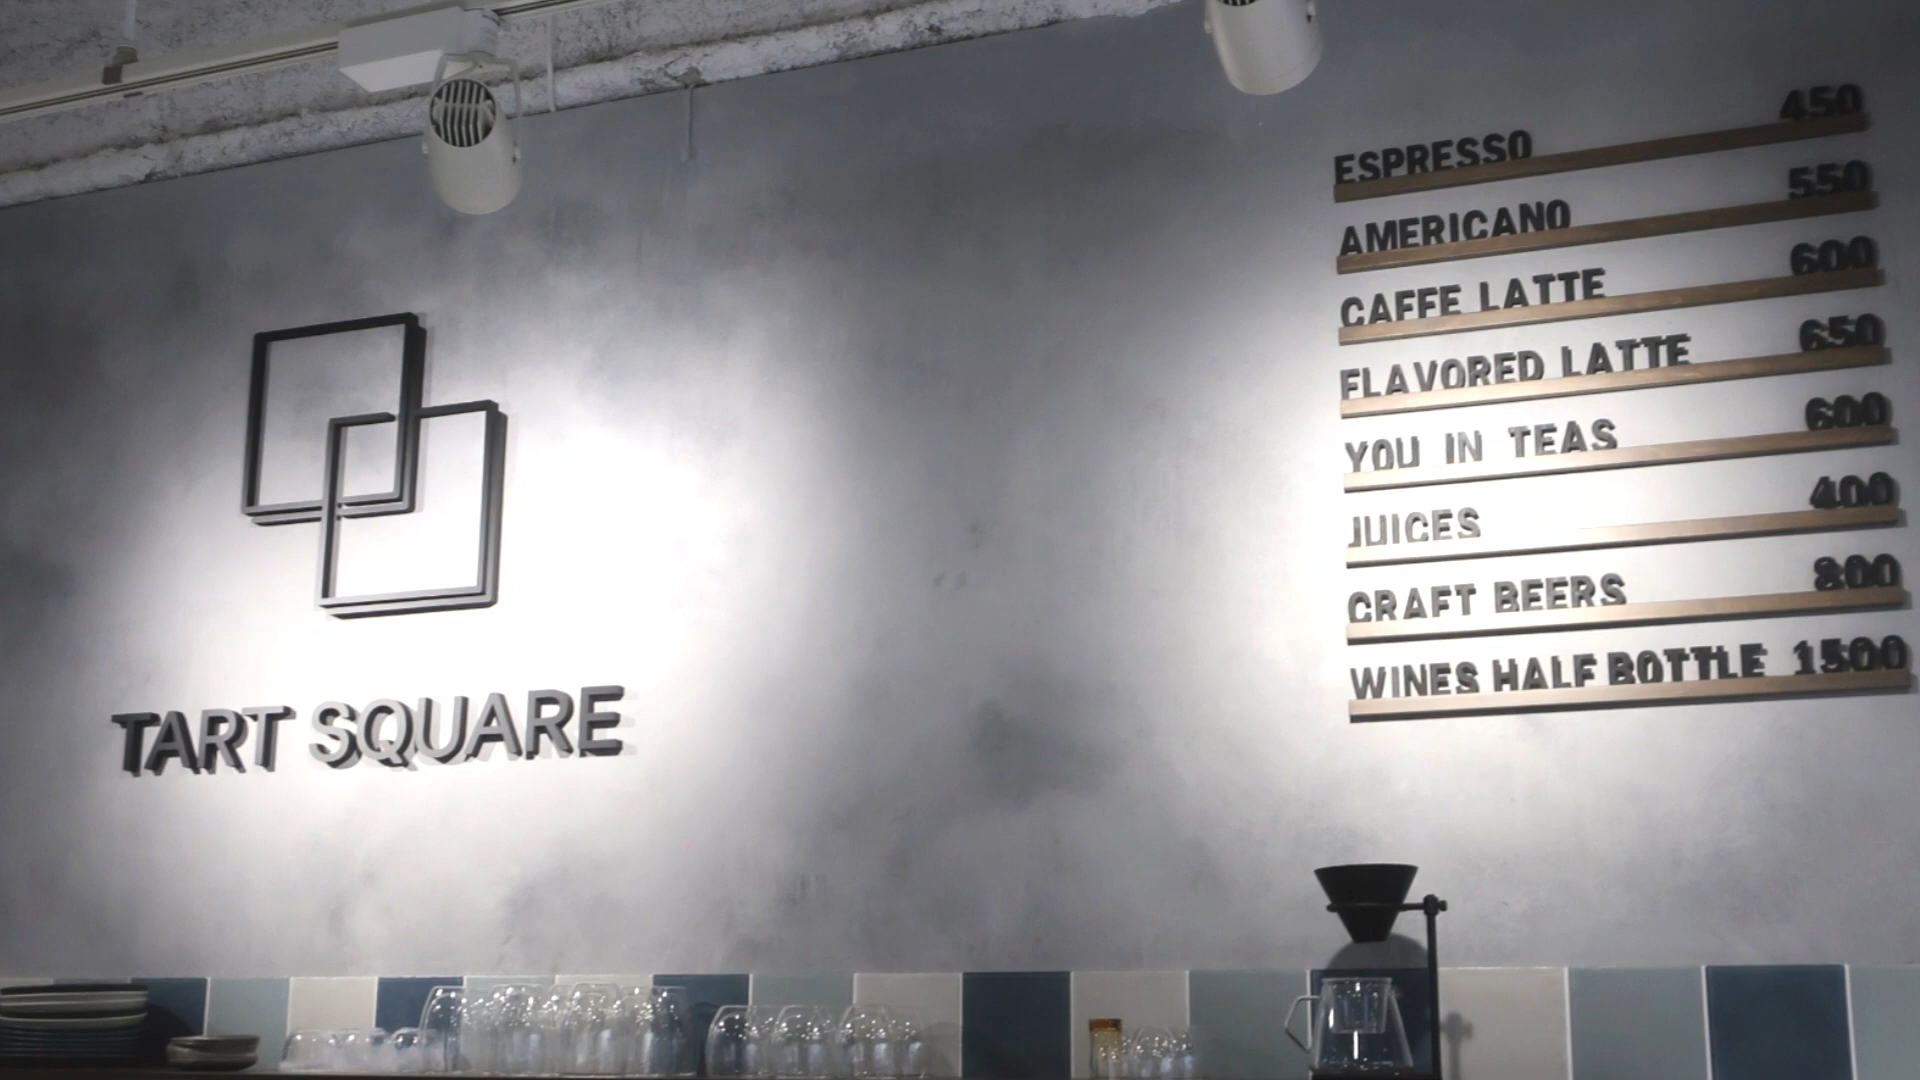 TART SQUARE
ESPRESSO 450
AMERICANO 550
CAFFE LATTE 600
FLAVORED LATTE 650
YOU IN TEAS 600
JUICES 400
CRAFT BEERS 800
WINES HALF BOTTLE 1500